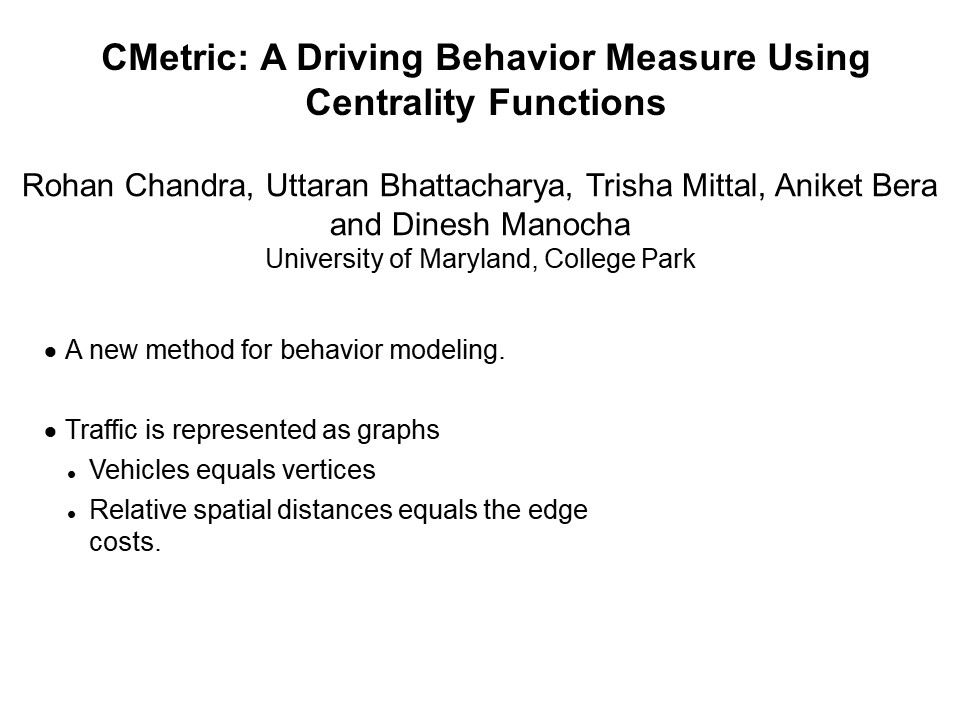 CMetric: A Driving Behavior Measure Using
Centrality Functions
Rohan Chandra, Uttaran Bhattacharya, Trisha Mittal, Aniket Bera
and Dinesh Manocha
University of Maryland, College Park
● A new method for behavior modeling.
● Traffic is represented as graphs
● Vehicles equals vertices
● Relative spatial distances equals the edge
costs.